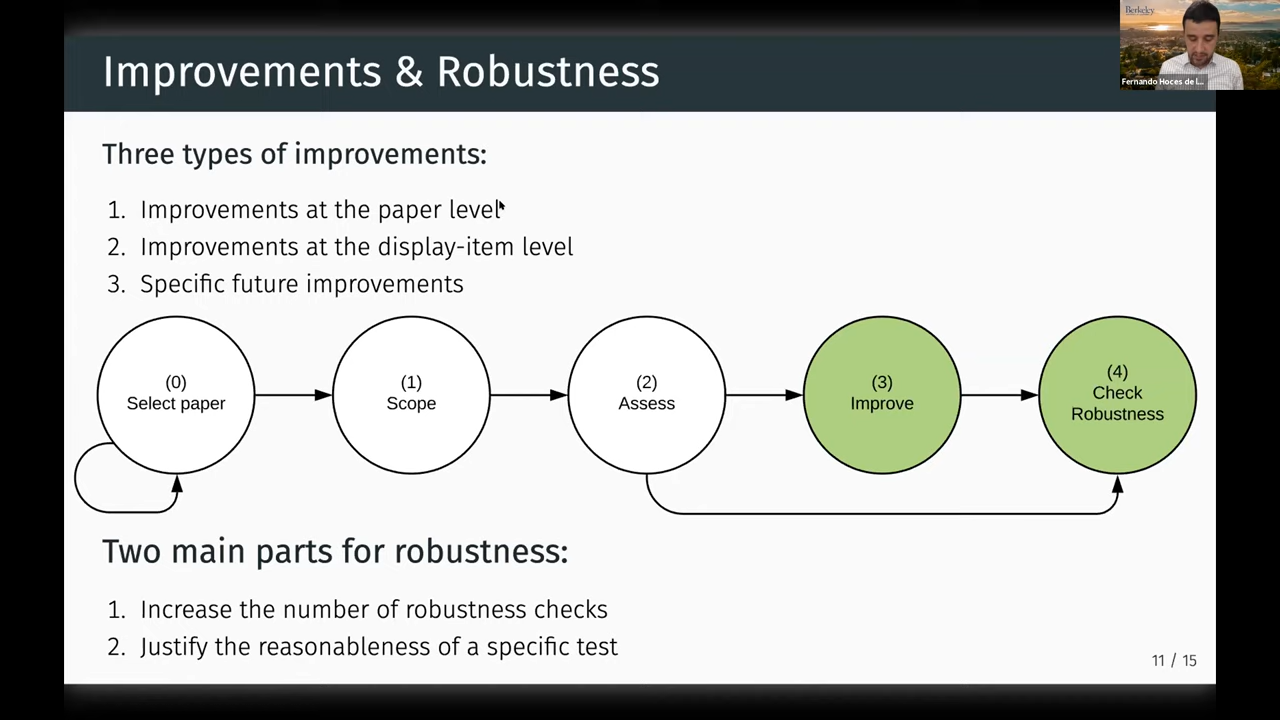 Improvements & Robustness
Berkeley
Fernando Hoces de l...
Three types of improvements:
1. Improvements at the paper level
2. Improvements at the display-item level
3. Specific future improvements
(0)
Select paper
(1)
Scope
(2)
Assess
(3)
Improve
(4)
Check
Robustness
Two main parts for robustness:
1. Increase the number of robustness checks
2. Justify the reasonableness of a specific test
11 / 15